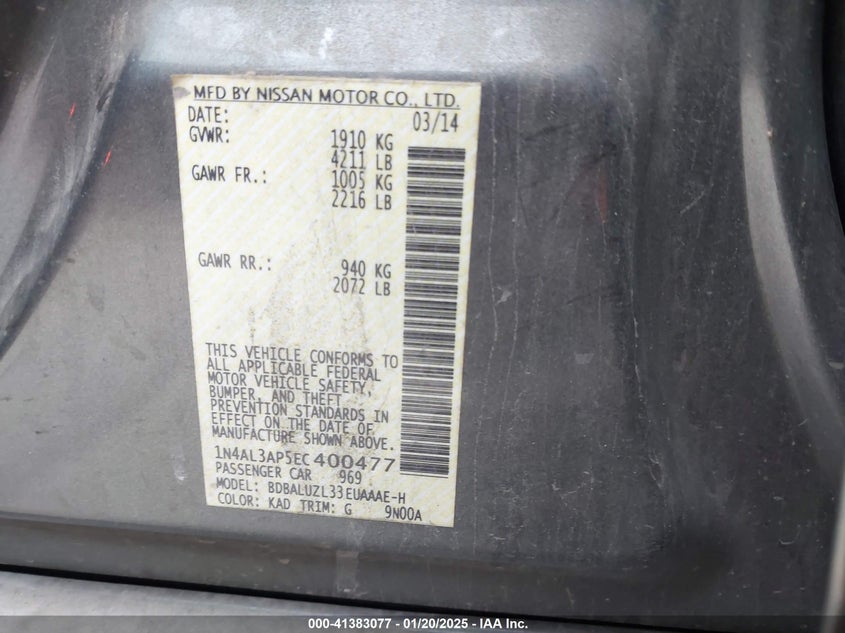 MFD BY NISSAN MOTOR CO., LTD.
DATE: 03/14
GVWR: 1910 KG
4211 LB
GAWR FR.: 1005 KG
2216 LB
GAWR RR.: 940 KG
2072 LB
THIS VEHICLE CONFORMS TO
ALL APPLICABLE FEDERAL
MOTOR VEHICLE SAFETY,
BUMPER, AND THEFT
PREVENTION STANDARDS IN
EFFECT ON THE DATE OF
MANUFACTURE SHOWN ABOVE.
1N4AL3AP5EC400477
PASSENGER CAR 969
MODEL: BDBALUZL33EUAAAE-H
COLOR: KAD TRIM: G 9N00A
000-41383077 - 01/20/2025 - IAA Inc.